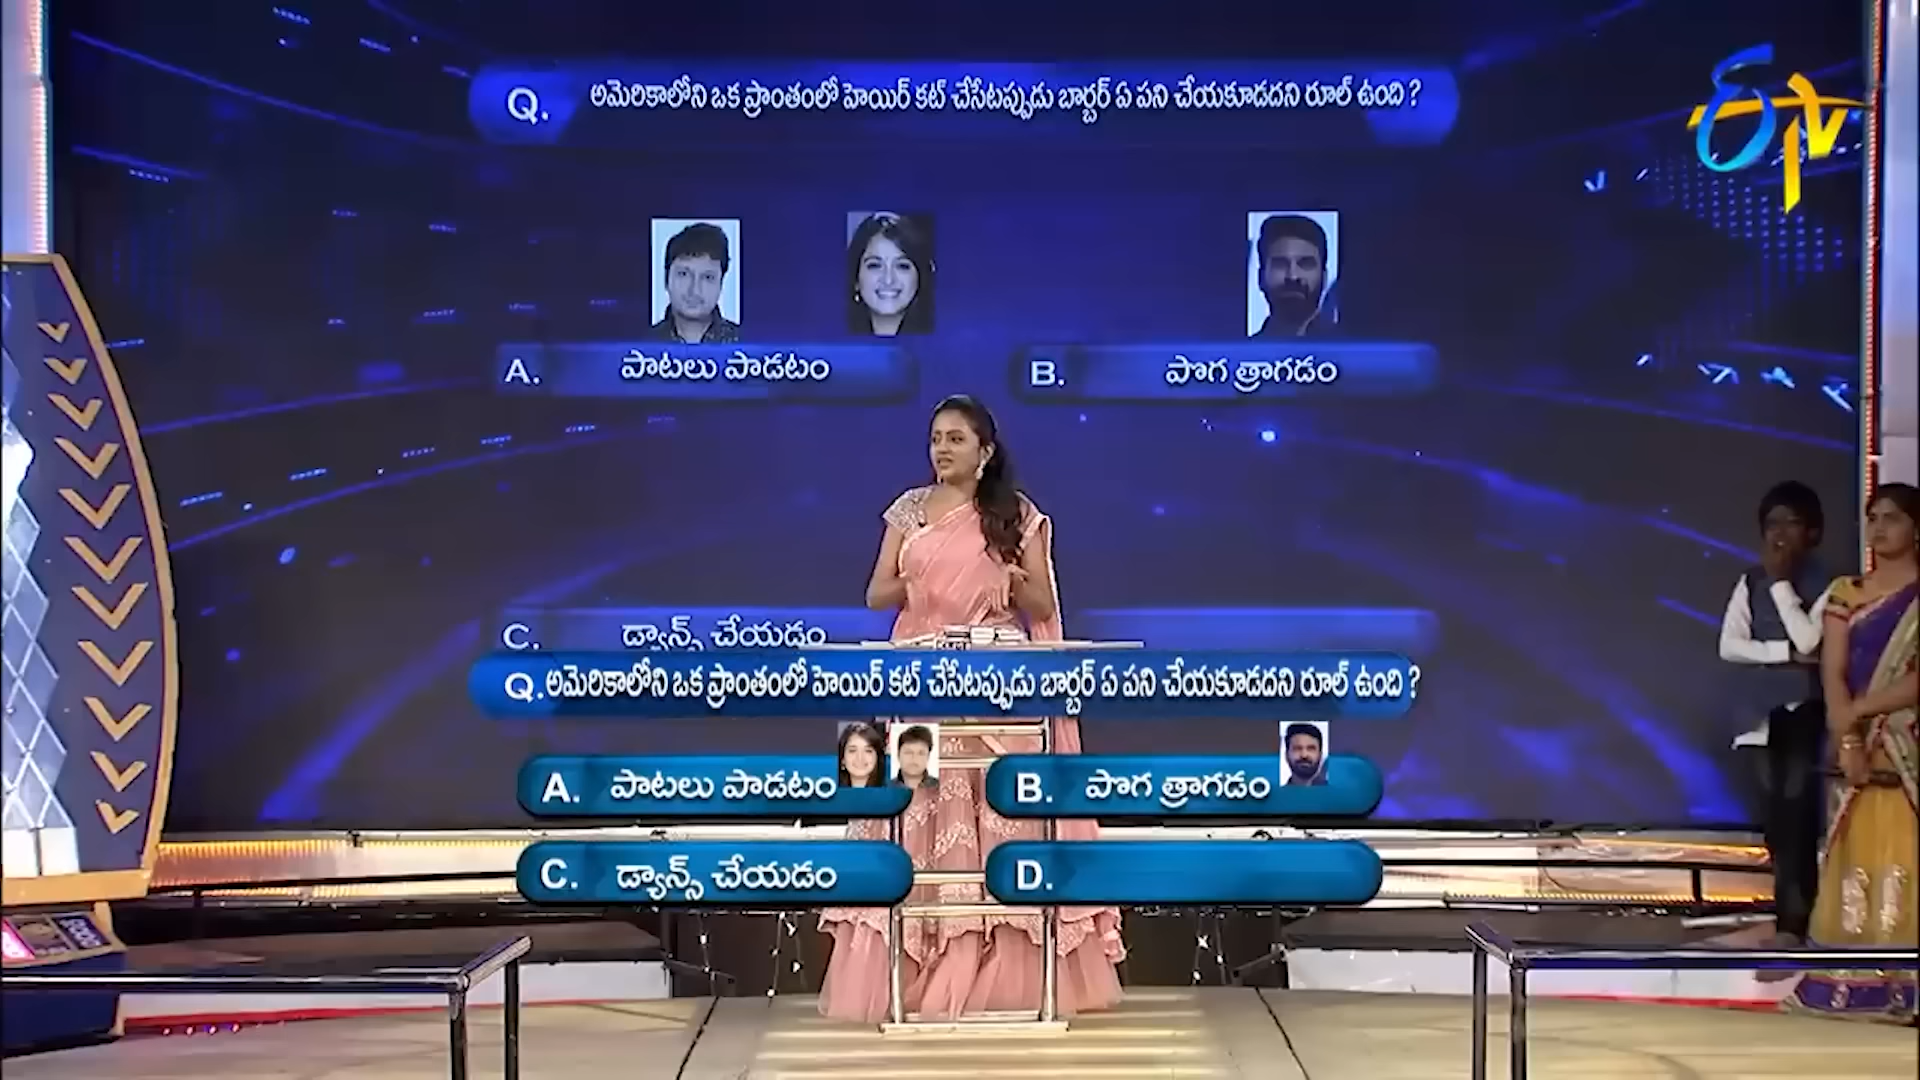 Q. అమెరికాలోని ఒక ప్రాంతంలో హెయిర్ కట్ చేసేటప్పుడు బార్బర్ ఏ పని చేయకూడదని రూల్ ఉంది ?
ఈTV
A. పాటలు పాడటం
B. పొగ త్రాగడం
C. డ్యాన్స్ చేయడం
Q. అమెరికాలోని ఒక ప్రాంతంలో హెయిర్ కట్ చేసేటప్పుడు బార్బర్ ఏ పని చేయకూడదని రూల్ ఉంది ?
A. పాటలు పాడటం
B. పొగ త్రాగడం
C. డ్యాన్స్ చేయడం
D.